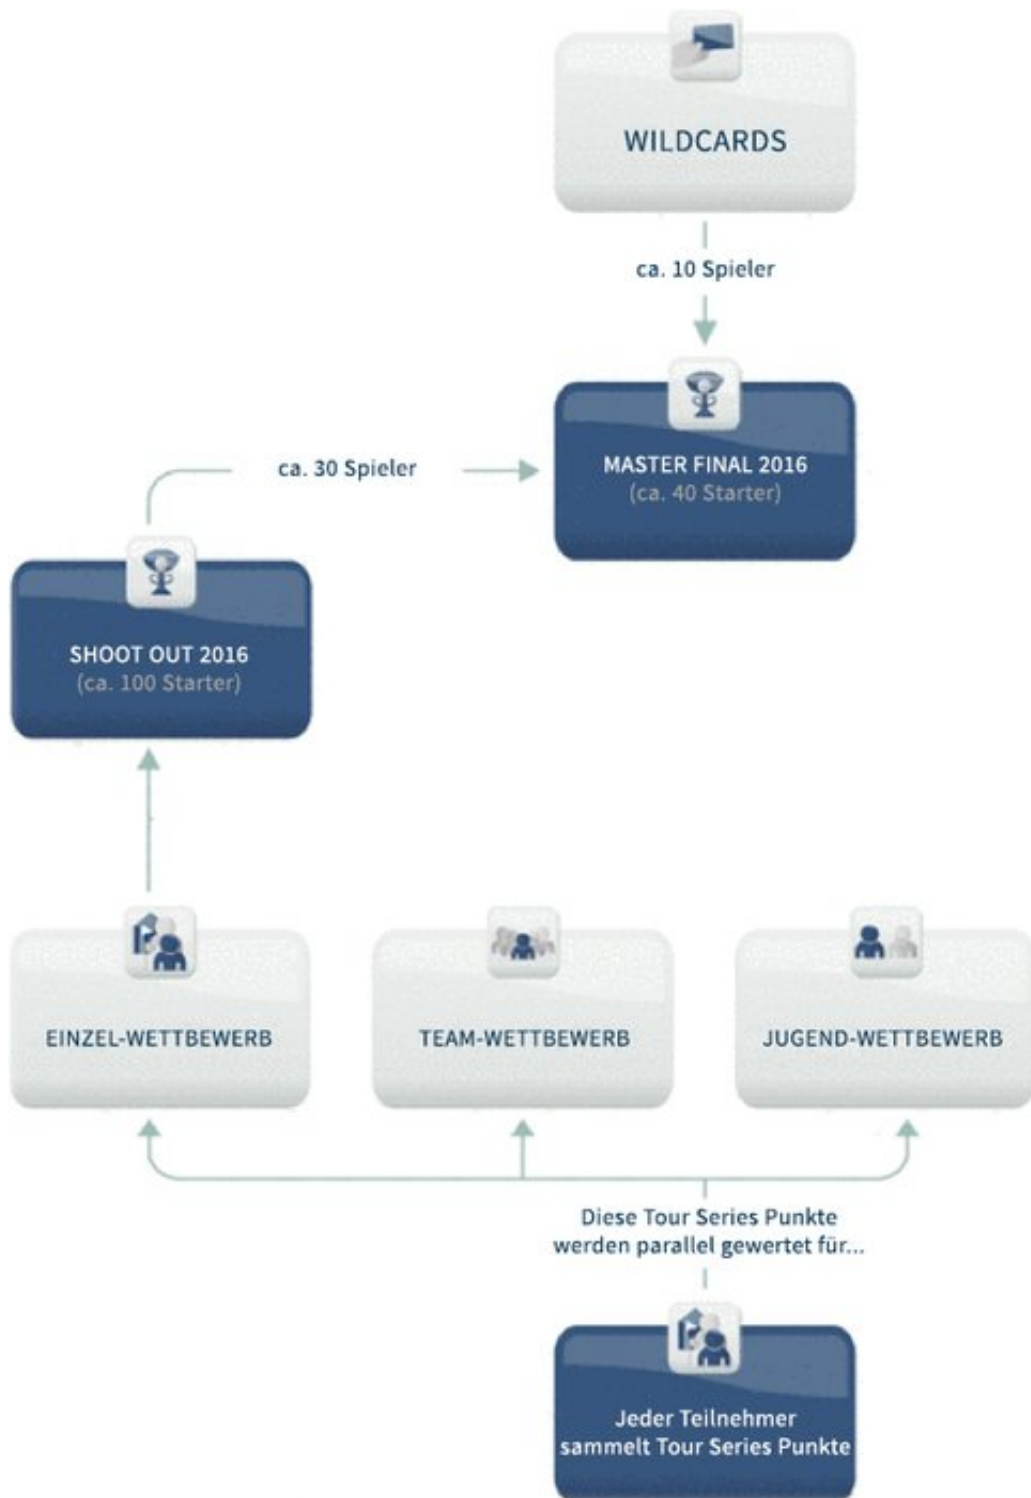 WILDCARDS
ca. 10 Spieler
MASTER FINAL 2016
(ca. 40 Starter)
ca. 30 Spieler
SHOOT OUT 2016
(ca. 100 Starter)
EINZEL-WETTBEWERB
TEAM-WETTBEWERB
JUGEND-WETTBEWERB
Diese Tour Series Punkte
werden parallel gewertet für...
Jeder Teilnehmer
sammelt Tour Series Punkte